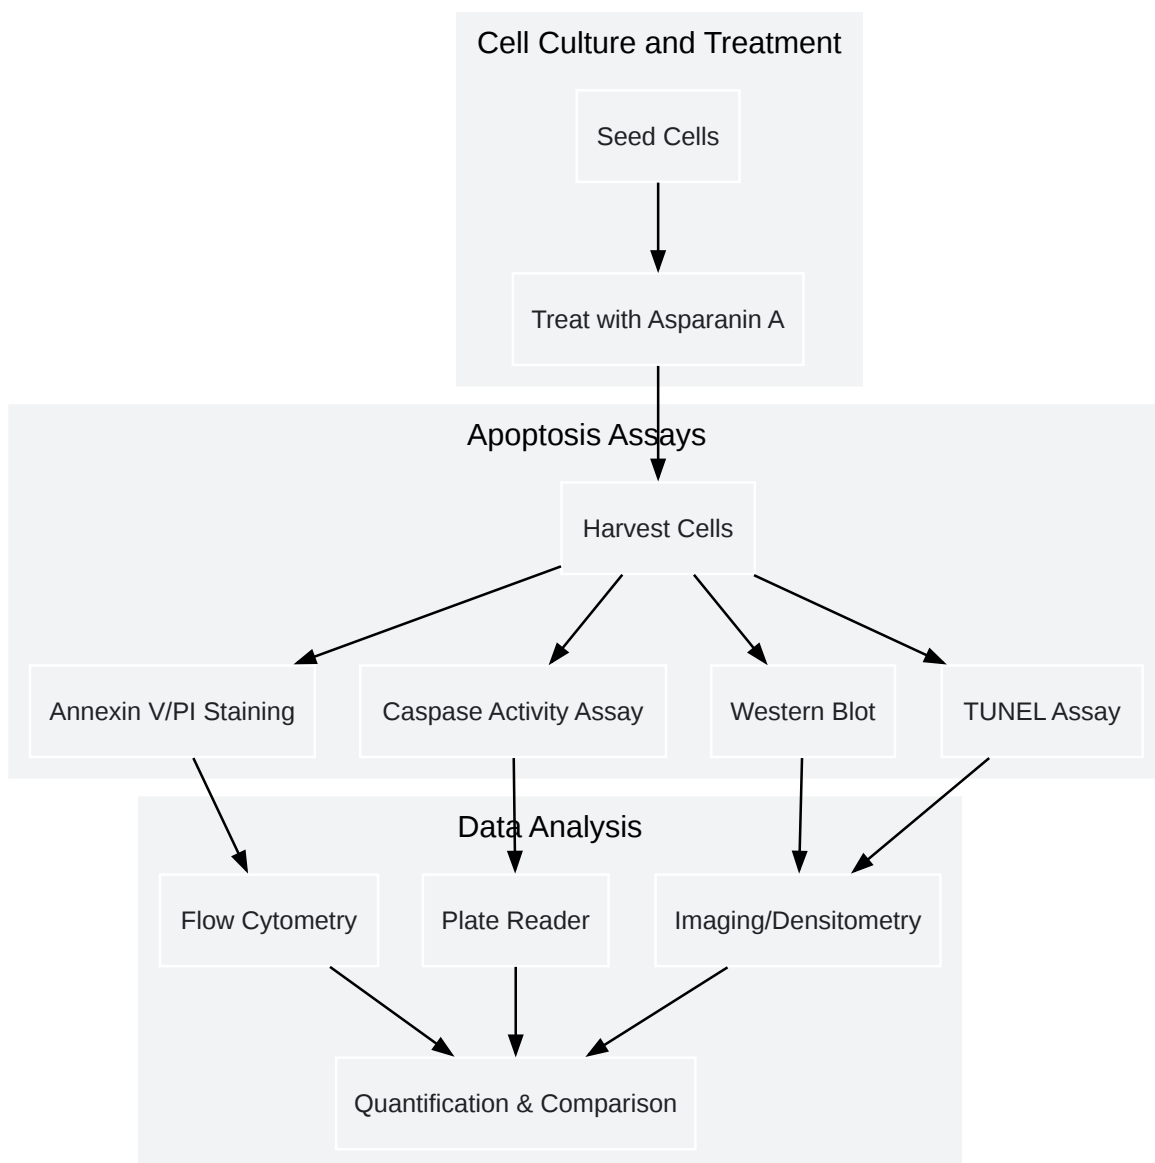 Cell Culture and Treatment
Seed Cells
Treat with Asparanin A
Apoptosis Assays
Harvest Cells
Annexin V/PI Staining
Caspase Activity Assay
Western Blot
TUNEL Assay
Data Analysis
Flow Cytometry
Plate Reader
Imaging/Densitometry
Quantification & Comparison